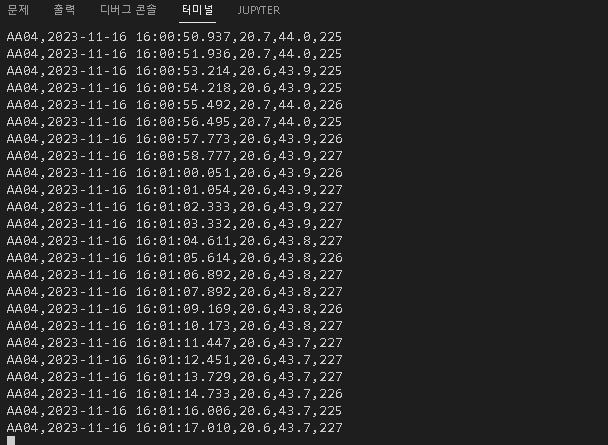 문제 출력 디버그 콘솔 터미널 JUPYTER
AA04,2023-11-16 16:00:50.937,20.7,44.0,225
AA04,2023-11-16 16:00:51.936,20.7,44.0,225
AA04,2023-11-16 16:00:53.214,20.6,43.9,225
AA04,2023-11-16 16:00:54.218,20.6,43.9,225
AA04,2023-11-16 16:00:55.492,20.7,44.0,226
AA04,2023-11-16 16:00:56.495,20.7,44.0,225
AA04,2023-11-16 16:00:57.773,20.6,43.9,226
AA04,2023-11-16 16:00:58.777,20.6,43.9,227
AA04,2023-11-16 16:01:00.051,20.6,43.9,226
AA04,2023-11-16 16:01:01.054,20.6,43.9,227
AA04,2023-11-16 16:01:02.333,20.6,43.9,227
AA04,2023-11-16 16:01:03.332,20.6,43.9,227
AA04,2023-11-16 16:01:04.611,20.6,43.8,227
AA04,2023-11-16 16:01:05.614,20.6,43.8,226
AA04,2023-11-16 16:01:06.892,20.6,43.8,227
AA04,2023-11-16 16:01:07.892,20.6,43.8,227
AA04,2023-11-16 16:01:09.169,20.6,43.8,226
AA04,2023-11-16 16:01:10.173,20.6,43.8,227
AA04,2023-11-16 16:01:11.447,20.6,43.7,227
AA04,2023-11-16 16:01:12.451,20.6,43.7,227
AA04,2023-11-16 16:01:13.729,20.6,43.7,227
AA04,2023-11-16 16:01:14.733,20.6,43.7,226
AA04,2023-11-16 16:01:16.006,20.6,43.7,225
AA04,2023-11-16 16:01:17.010,20.6,43.7,227